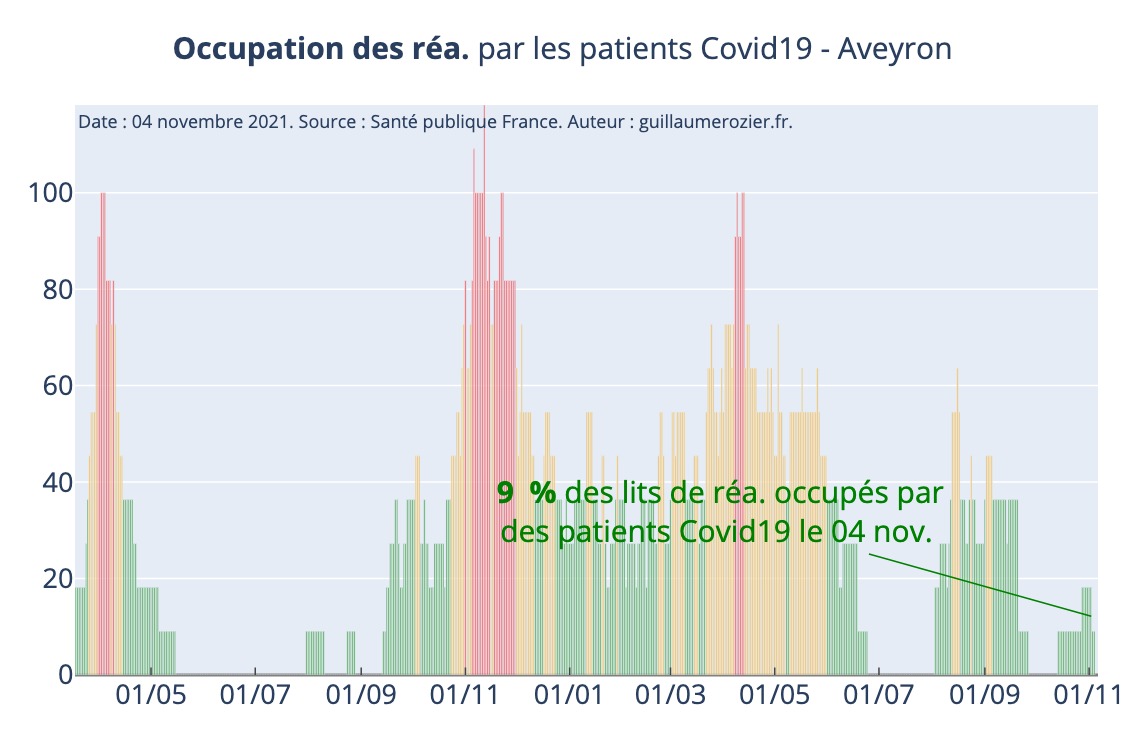 Occupation des réa. par les patients Covid19 - Aveyron
Date : 04 novembre 2021. Source : Santé publique France. Auteur : guillaumerozier.fr.
100
80
60
40
20
0
9 % des lits de réa. occupés par
des patients Covid19 le 04 nov.
01/05 01/07 01/09 01/11 01/01 01/03 01/05 01/07 01/09 01/11